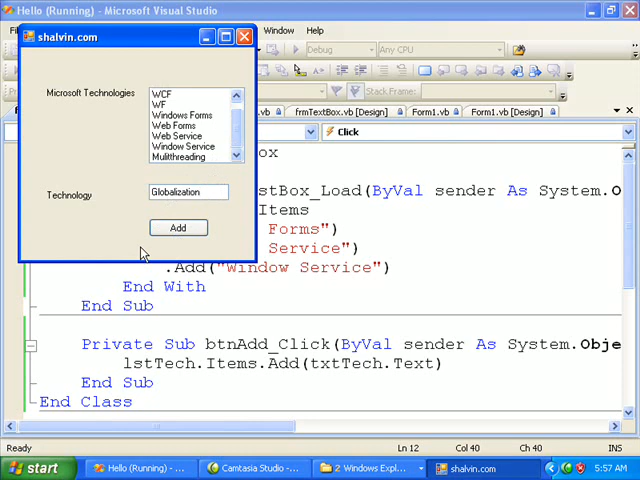 Hello (Running) - Microsoft Visual Studio
shalvin.com
Window Help
Debug
Any CPU
Stack Frame:
frmTextBox.vb [Design] Form1.vb Form1.vb [Design]
Click
Microsoft Technologies
WCF
WF
Windows Forms
Web Forms
Web Service
Window Service
Mulitthreading
Technology
Globalization
Add
ox
stBox_Load(ByVal sender As System.O
Items
Forms")
Service")
.Add("Window Service")
End With
End Sub
Private Sub btnAdd_Click(ByVal sender As System.Obje
lstTech.Items.Add(txtTech.Text)
End Sub
End Class
Ready
Ln 12
Col 40
Ch 40
INS
start
Hello (Running) - ...
Camtasia Studio -...
2 Windows Expl...
shalvin.com
5:57 AM